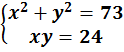 x² + y² = 73
xy = 24